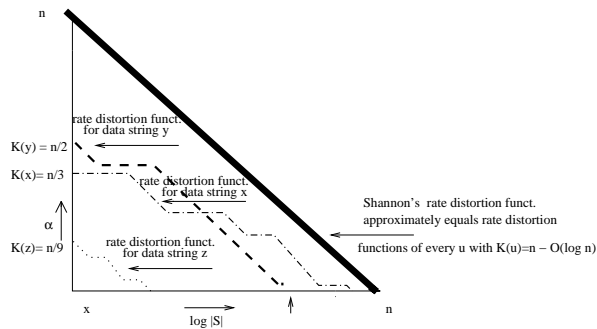 n
rate distortion funct.
for data string y
K(y) = n/2
K(x)= n/3
rate distortion funct.
for data string x
Shannon's rate distortion funct.
approximately equals rate distortion
α
K(z)= n/9
rate distortion funct.
for data string z
functions of every u with K(u)=n − O(log n)
x
n
log |S|